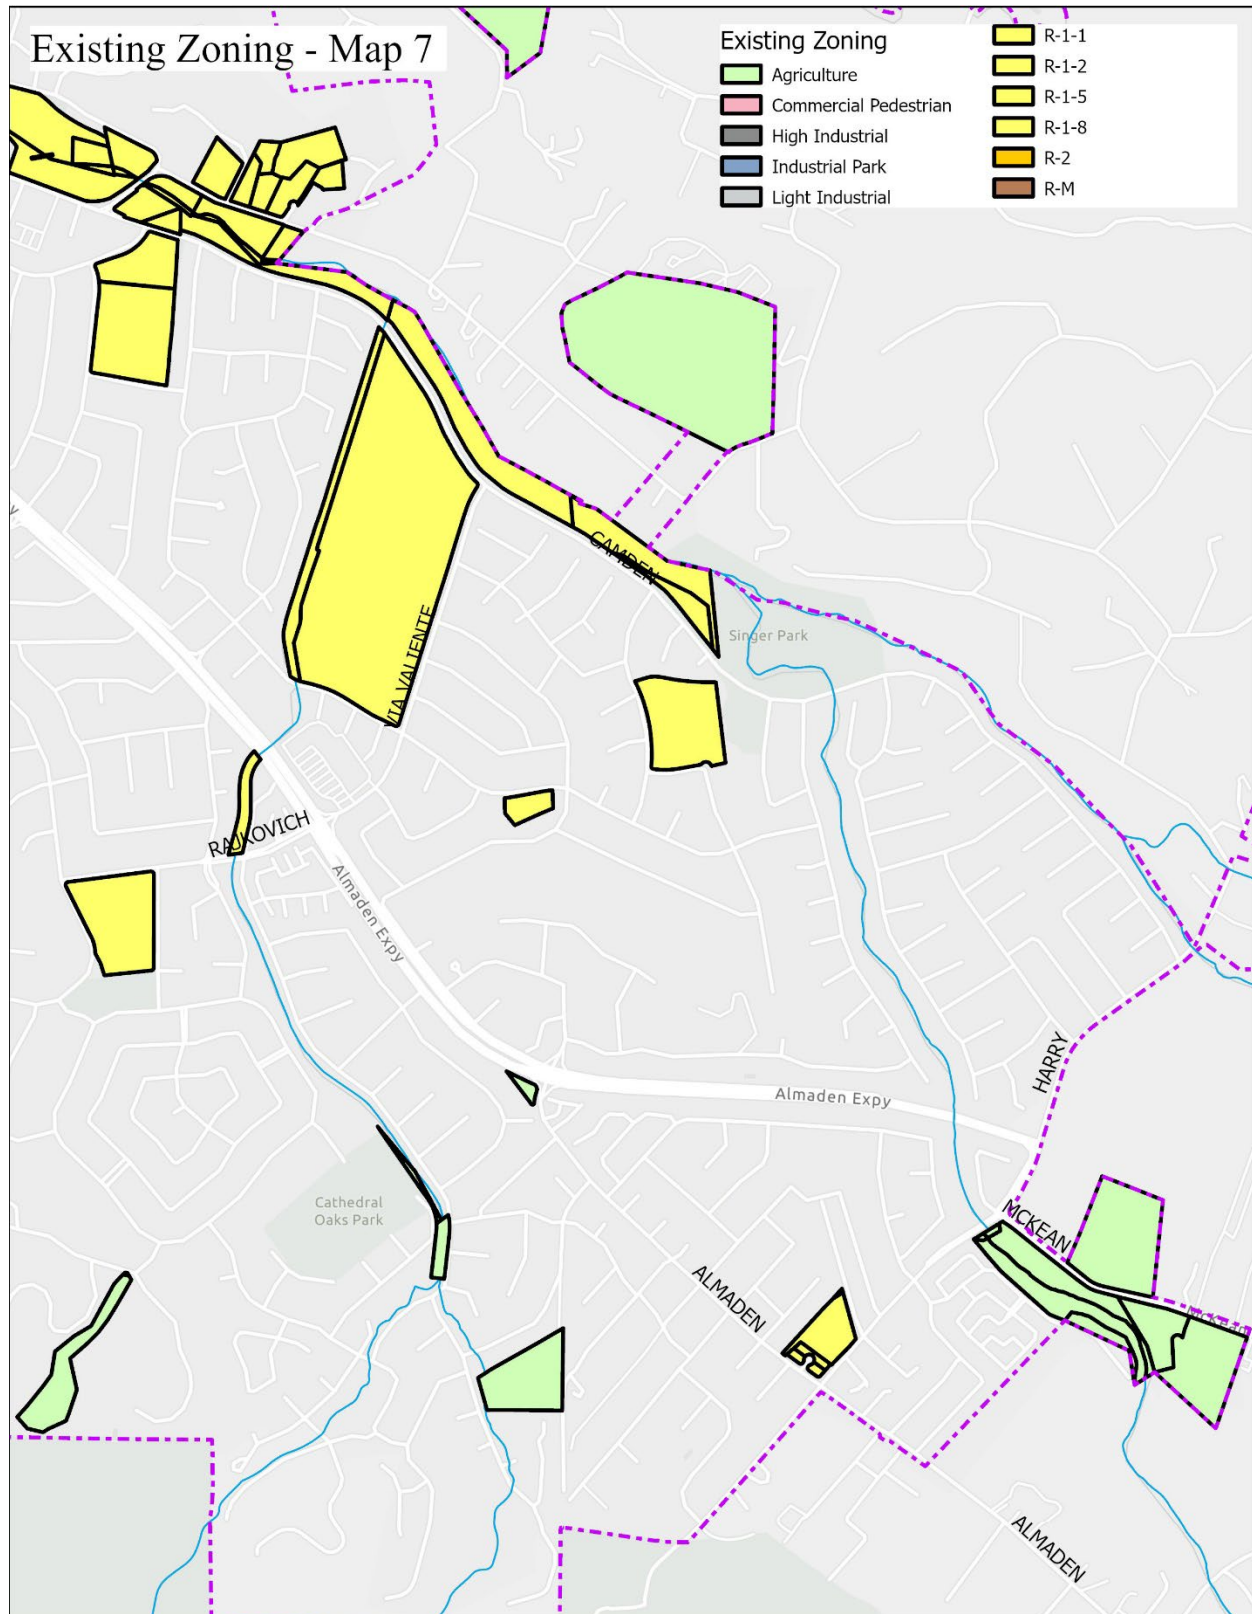 Existing Zoning - Map 7
Existing Zoning
Agriculture
Commercial Pedestrian
High Industrial
Industrial Park
Light Industrial
R-1-1
R-1-2
R-1-5
R-1-8
R-2
R-M
y
CAMDEN
Singer Park
VIA VALIENTE
RAJKOVICH
Almaden Expy
Almaden Expy
HARRY
Cathedral
Oaks Park
MCKEAN
ALMADEN
McKean
ALMADEN